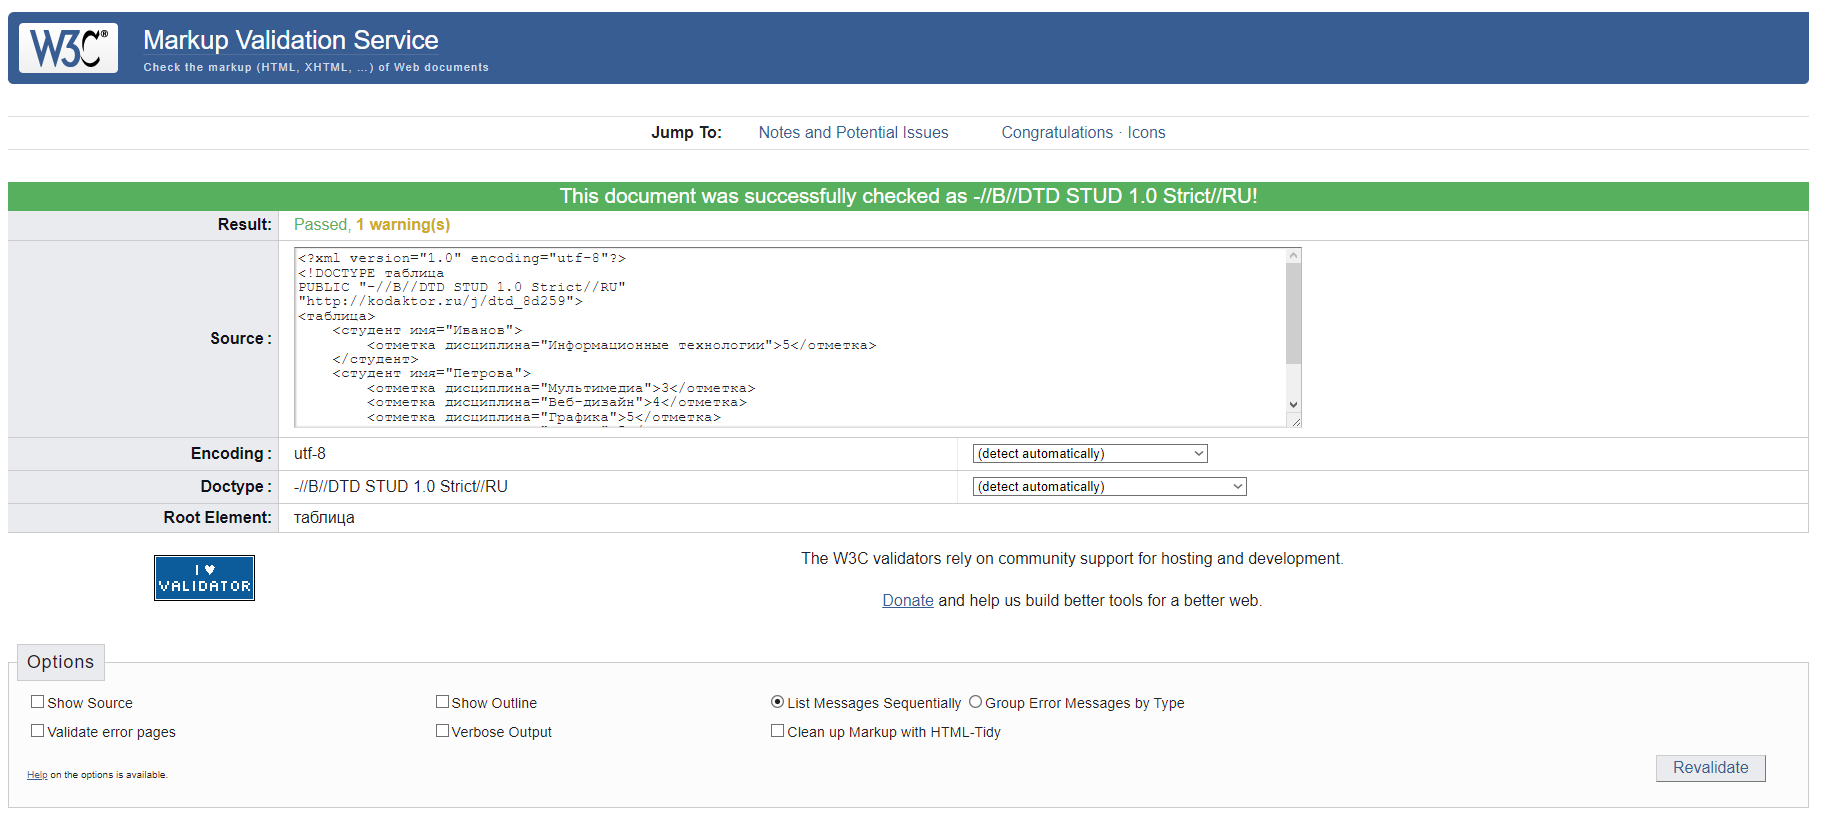 W3C®
Markup Validation Service
Check the markup (HTML, XHTML, …) of Web documents
Jump To: Notes and Potential Issues Congratulations · Icons
This document was successfully checked as -//B//DTD STUD 1.0 Strict//RU!
Result: Passed, 1 warning(s)
Source :
<?xml version="1.0" encoding="utf-8"?>
<!DOCTYPE таблица
PUBLIC "-//B//DTD STUD 1.0 Strict//RU"
"http://kodaktor.ru/j/dtd_8d259">
<таблица>
<студент имя="Иванов">
<отметка дисциплина="Информационные технологии">5</отметка>
</студент>
<студент имя="Петрова">
<отметка дисциплина="Мультимедиа">3</отметка>
<отметка дисциплина="Веб-дизайн">4</отметка>
<отметка дисциплина="Графика">5</отметка>
Encoding : utf-8 (detect automatically)
Doctype : -//B//DTD STUD 1.0 Strict//RU (detect automatically)
Root Element: таблица
I ♥
VALIDATOR
The W3C validators rely on community support for hosting and development.
Donate and help us build better tools for a better web.
Options
Show Source Show Outline List Messages Sequentially Group Error Messages by Type
Validate error pages Verbose Output Clean up Markup with HTML-Tidy
Help on the options is available.
Revalidate